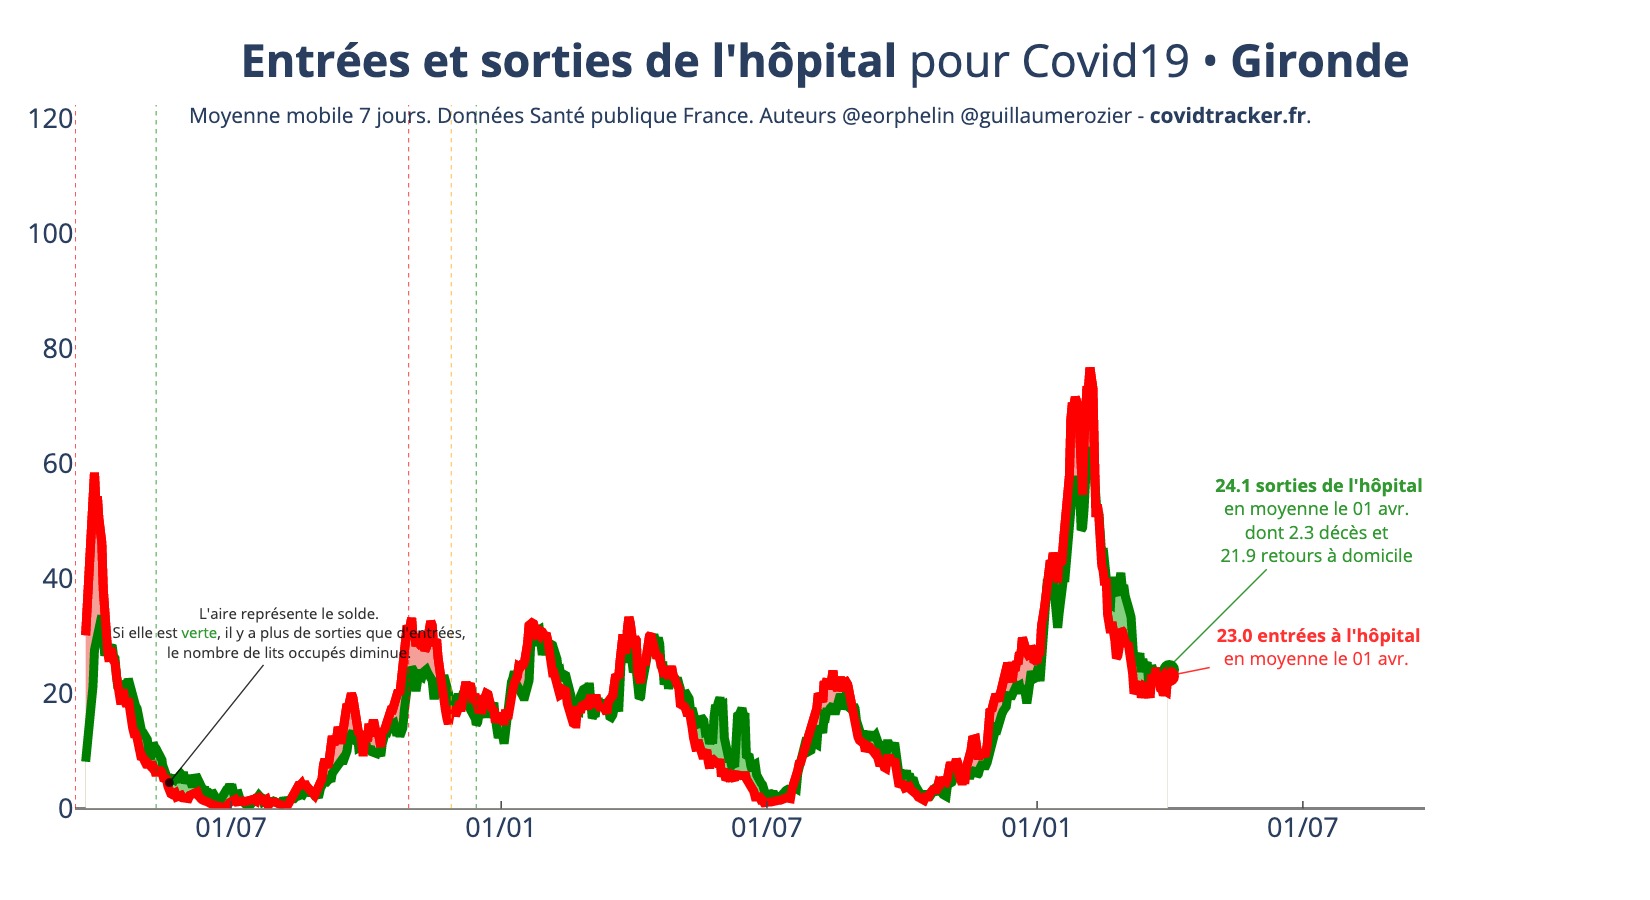 Entrées et sorties de l'hôpital pour Covid19 • Gironde
Moyenne mobile 7 jours. Données Santé publique France. Auteurs @eorphelin @guillaumerozier - covidtracker.fr.
120
100
80
60
40
20
0
L'aire représente le solde.
Si elle est verte, il y a plus de sorties que d'entrées,
le nombre de lits occupés diminue.
24.1 sorties de l'hôpital
en moyenne le 01 avr.
dont 2.3 décès et
21.9 retours à domicile
23.0 entrées à l'hôpital
en moyenne le 01 avr.
01/07
01/01
01/07
01/01
01/07